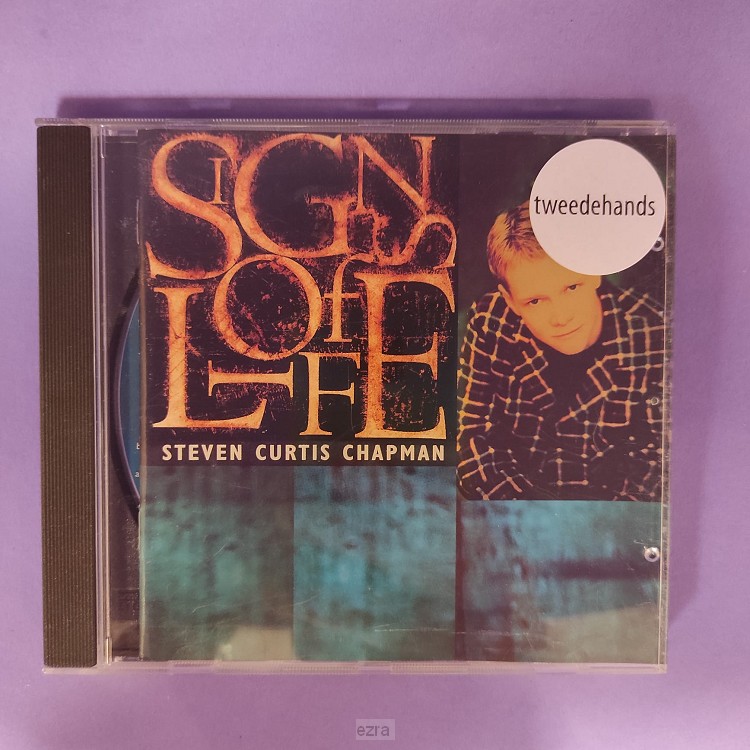 SIGNS
of
LIFE
STEVEN CURTIS CHAPMAN
tweedehands
ezra